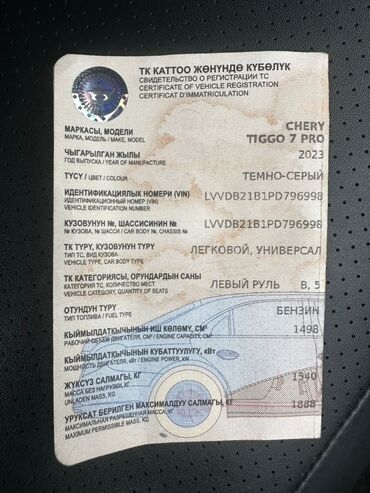 ТК КАТТОО ЖӨНҮНДӨ КҮБӨЛҮК
СВИДЕТЕЛЬСТВО О РЕГИСТРАЦИИ ТС
CERTIFICATE OF VEHICLE REGISTRATION
CERTIFICAT D'IMMATRICULATION
МАРКАСЫ, МОДЕЛИ
МАРКА, МОДЕЛЬ / MAKE, MODEL
CHERY
TIGGO 7 PRO
ЧЫГАРЫЛГАН ЖЫЛЫ
ГОД ВЫПУСКА / YEAR OF MANUFACTURE
2023
ТҮСҮ / ЦВЕТ / COLOUR
ТЕМНО-СЕРЫЙ
ИДЕНТИФИКАЦИЯЛЫК НОМЕРИ (VIN)
ИДЕНТИФИКАЦИОННЫЙ НОМЕР (VIN)
VEHICLE IDENTIFICATION NUMBER
LVVDB21B1PD796998
КУЗОВУНУН №, ШАССИСИНИН №
№ КУЗОВА, № ШАССИ / CAR BODY №, CHASSIS №
LVVDB21B1PD796998
ТК ТҮРҮ, КУЗОВУНУН ТҮРҮ
ТИП ТС, ВИД КУЗОВА
VEHICLE TYPE, CAR BODY TYPE
ЛЕГКОВОЙ, УНИВЕРСАЛ
ТК КАТЕГОРИЯСЫ, ОРУНДАРДЫН САНЫ
КАТЕГОРИЯ ТС, КОЛИЧЕСТВО МЕСТ
VEHICLE CATEGORY, QUANTITY OF SEATS
ЛЕВЫЙ РУЛЬ В, 5
ОТУНДУН ТҮРҮ
ТИП ТОПЛИВА / FUEL TYPE
БЕНЗИН
КЫЙМЫЛДАТКЫЧЫНЫН ИШ КӨЛӨМҮ, СМ³
РАБОЧИЙ ОБЪЕМ ДВИГАТЕЛЯ, СМ³ / ENGINE CAPACITY, CM³
1498
КЫЙМЫЛДАТКЫЧЫНЫН КУБАТТУУЛУГУ, кВт
МОЩНОСТЬ ДВИГАТЕЛЯ, кВт / ENGINE POWER, kW
ЖҮКСҮЗ САЛМАГЫ, КГ
МАССА БЕЗ НАГРУЗКИ, КГ
UNLADEN MASS, KG
1540
УРУКСАТ БЕРИЛГЕН МАКСИМАЛДУУ САЛМАГЫ, КГ
МАКСИМАЛЬНАЯ РАЗРЕШЕННАЯ МАССА, КГ
MAXIMUM PERMISSIBLE MASS, KG
1888